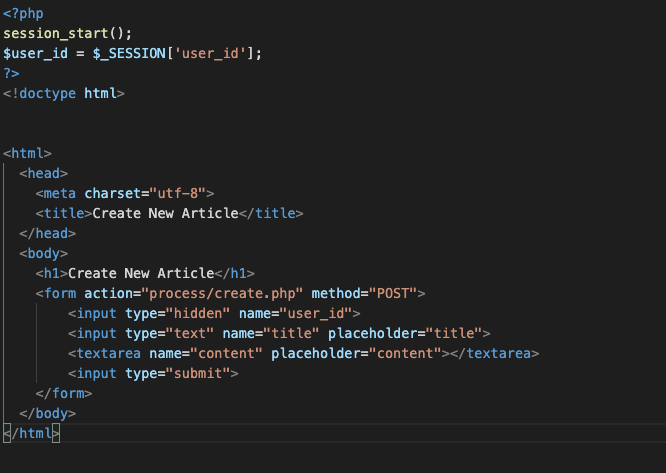 <?php
session_start();
$user_id = $_SESSION['user_id'];
?>
<!doctype html>
<html>
<head>
<meta charset="utf-8">
<title>Create New Article</title>
</head>
<body>
<h1>Create New Article</h1>
<form action="process/create.php" method="POST">
<input type="hidden" name="user_id">
<input type="text" name="title" placeholder="title">
<textarea name="content" placeholder="content"></textarea>
<input type="submit">
</form>
</body>
</html>